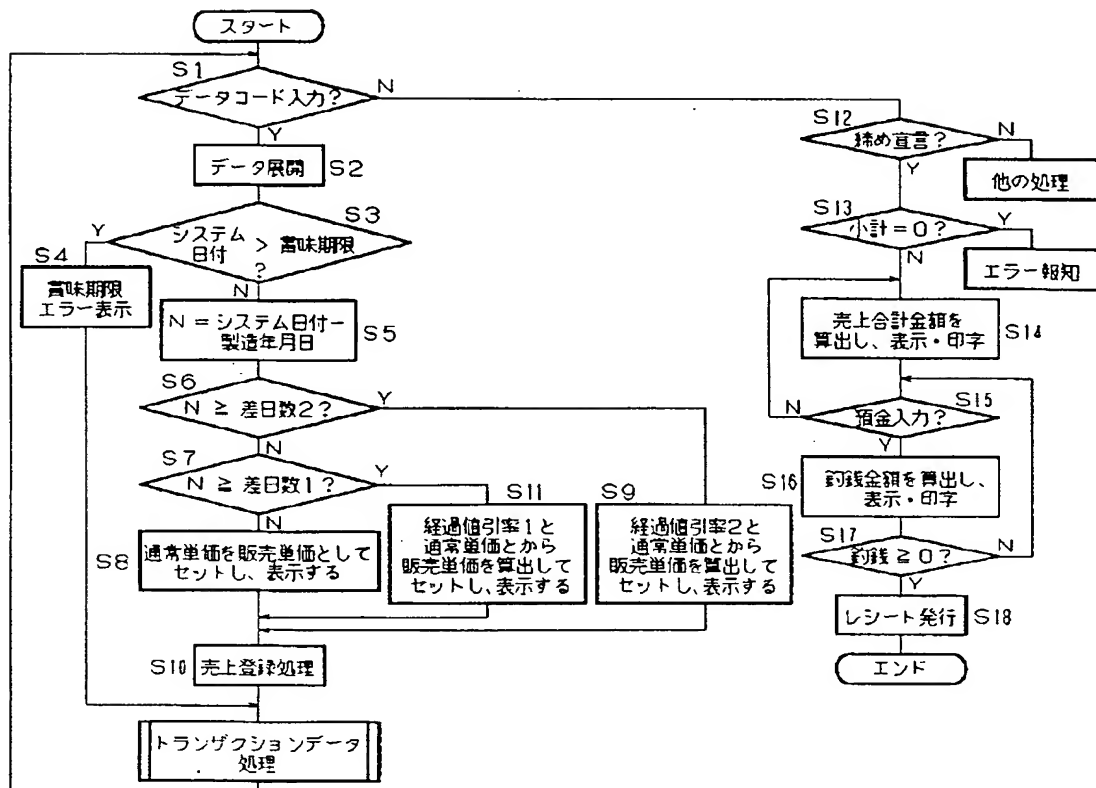 スタート
S1
データコード入力?
N
Y
データ展開
S2
S3
システム
日付
> 賞味期限
?
Y
S4
賞味期限
エラー表示
N
N=システム日付ー
製造年月日
S5
S6
N ≧ 差日数2?
Y
N
S7
N ≧ 差日数1?
Y
N
S8
通常単価を販売単価として
セットし、表示する
S11
経過値引率1と
通常単価とから
販売単価を算出して
セットし、表示する
S9
経過値引率2と
通常単価とから
販売単価を算出して
セットし、表示する
S10
売上登録処理
トランザクションデータ
処理
S12
締め宣言?
N
Y
他の処理
S13
小計=0?
Y
N
エラー報知
売上合計金額を
算出し、表示・印字
S14
S15
預金入力?
N
Y
S16
釣銭金額を算出し、
表示・印字
S17
釣銭≧0?
N
Y
レシート発行
S18
エンド